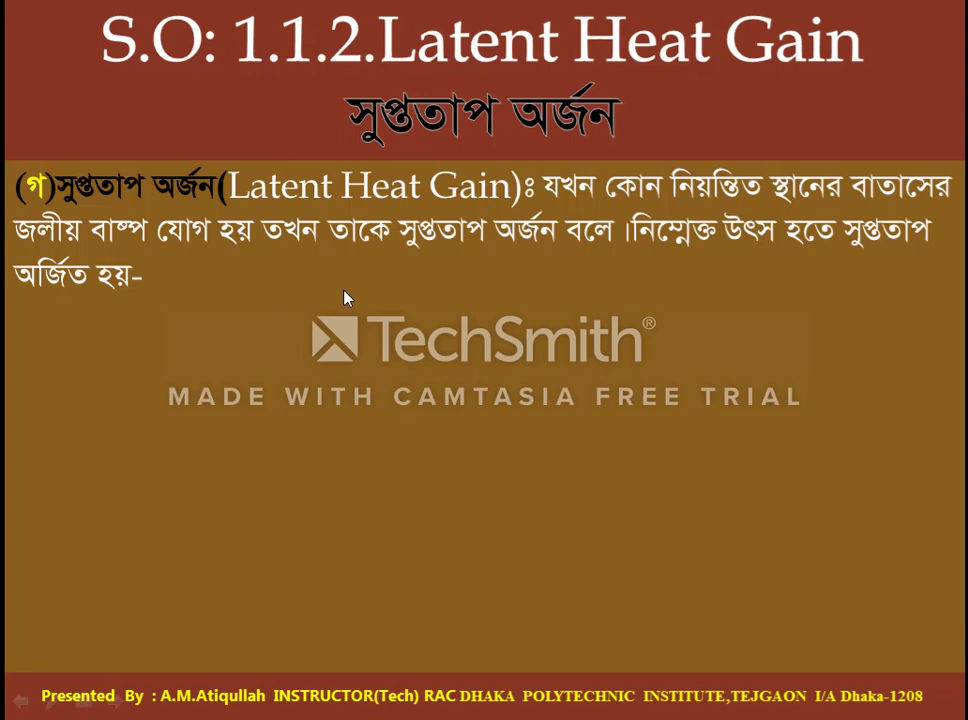 S.O: 1.1.2.Latent Heat Gain
সুপ্ততাপ অর্জন
(গ)সুপ্ততাপ অর্জন(Latent Heat Gain)ঃ যখন কোন নিয়ন্তিত স্থানের বাতাসের
জলীয় বাষ্প যোগ হয় তখন তাকে সুপ্ততাপ অর্জন বলে ।নিম্নোক্ত উৎস হতে সুপ্ততাপ
অর্জিত হয়-
TechSmith®
MADE WITH CAMTASIA FREE TRIAL
Presented By : A.M.Atiqullah INSTRUCTOR(Tech) RAC DHAKA POLYTECHNIC INSTITUTE,TEJGAON I/A Dhaka-1208